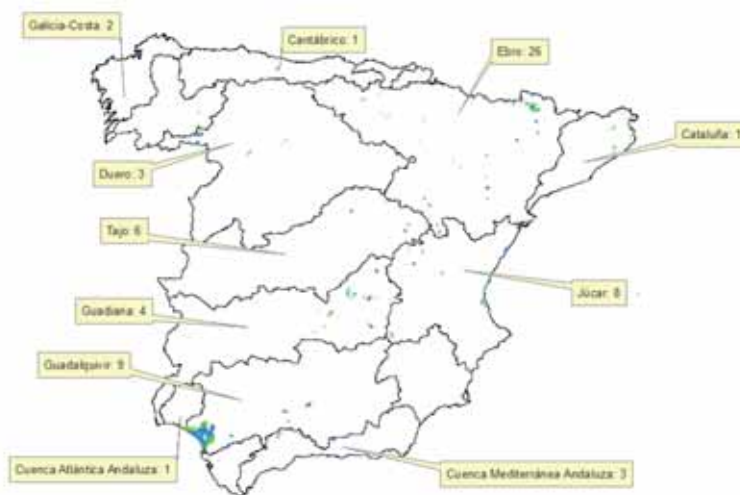 Galicia-Costa: 2
Cantábrico: 1
Ebro: 26
Cataluña: 1
Duero: 3
Tajo: 6
Júcar: 8
Guadiana: 4
Guadalquivir: 9
Cuenca Atlántica Andaluza: 1
Cuenca Mediterránea Andaluza: 3